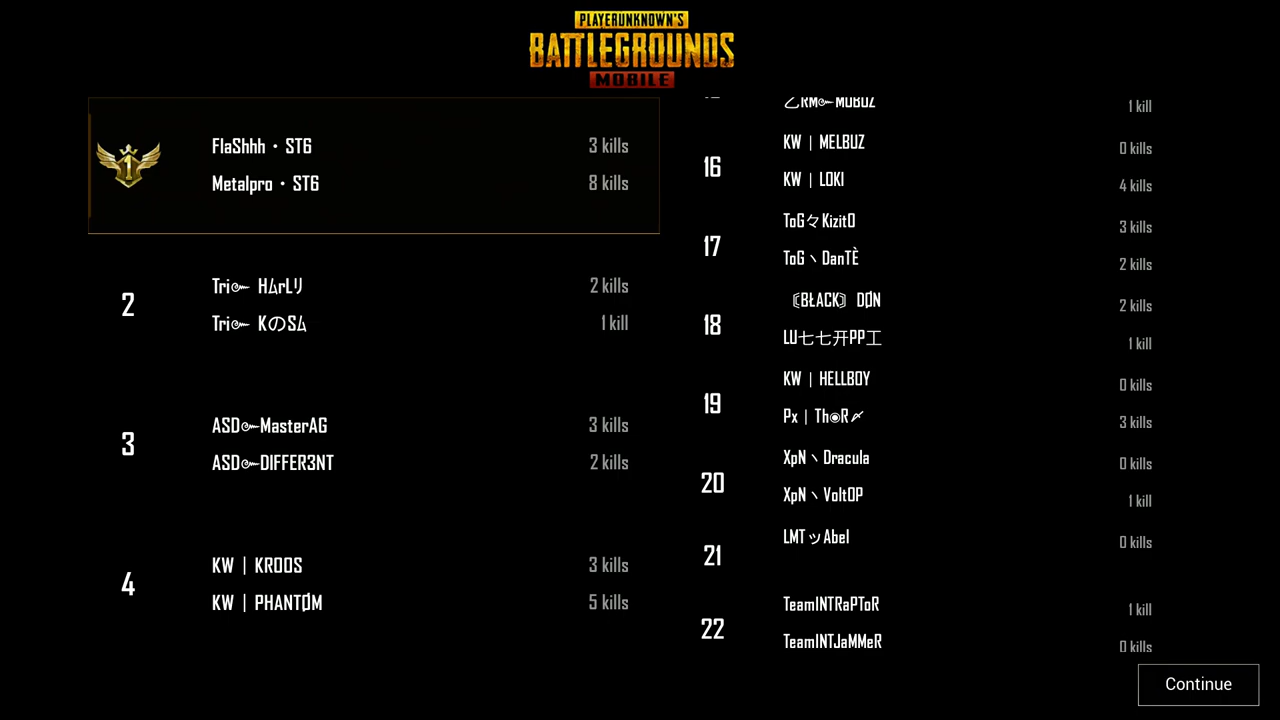 PLAYERUNKNOWN'S
BATTLEGROUNDS
MOBILE
1
FlaShhh・ST6 3 kills
Metalpro・ST6 8 kills
2
Tri๛ HムrLリ 2 kills
Tri๛ KのSム 1 kill
3
ASD๛MasterAG 3 kills
ASD๛DIFFER3NT 2 kills
4
KW | KROOS 3 kills
KW | PHANTØM 5 kills
1 kill
16
KW | MELBUZ 0 kills
KW | LOKI 4 kills
17
ToG々KizitO 3 kills
ToG丶DanTÈ 2 kills
18
〘BŁACK〙 DØN 2 kills
LU七七开PP工 1 kill
19
KW | HELLBOY 0 kills
Px | Th◉R〆 3 kills
20
XpN丶Dracula 0 kills
XpN丶VoltOP 1 kill
21
LMTッAbel 0 kills
22
TeamINTRaPToR 1 kill
TeamINTJaMMeR 0 kills
Continue